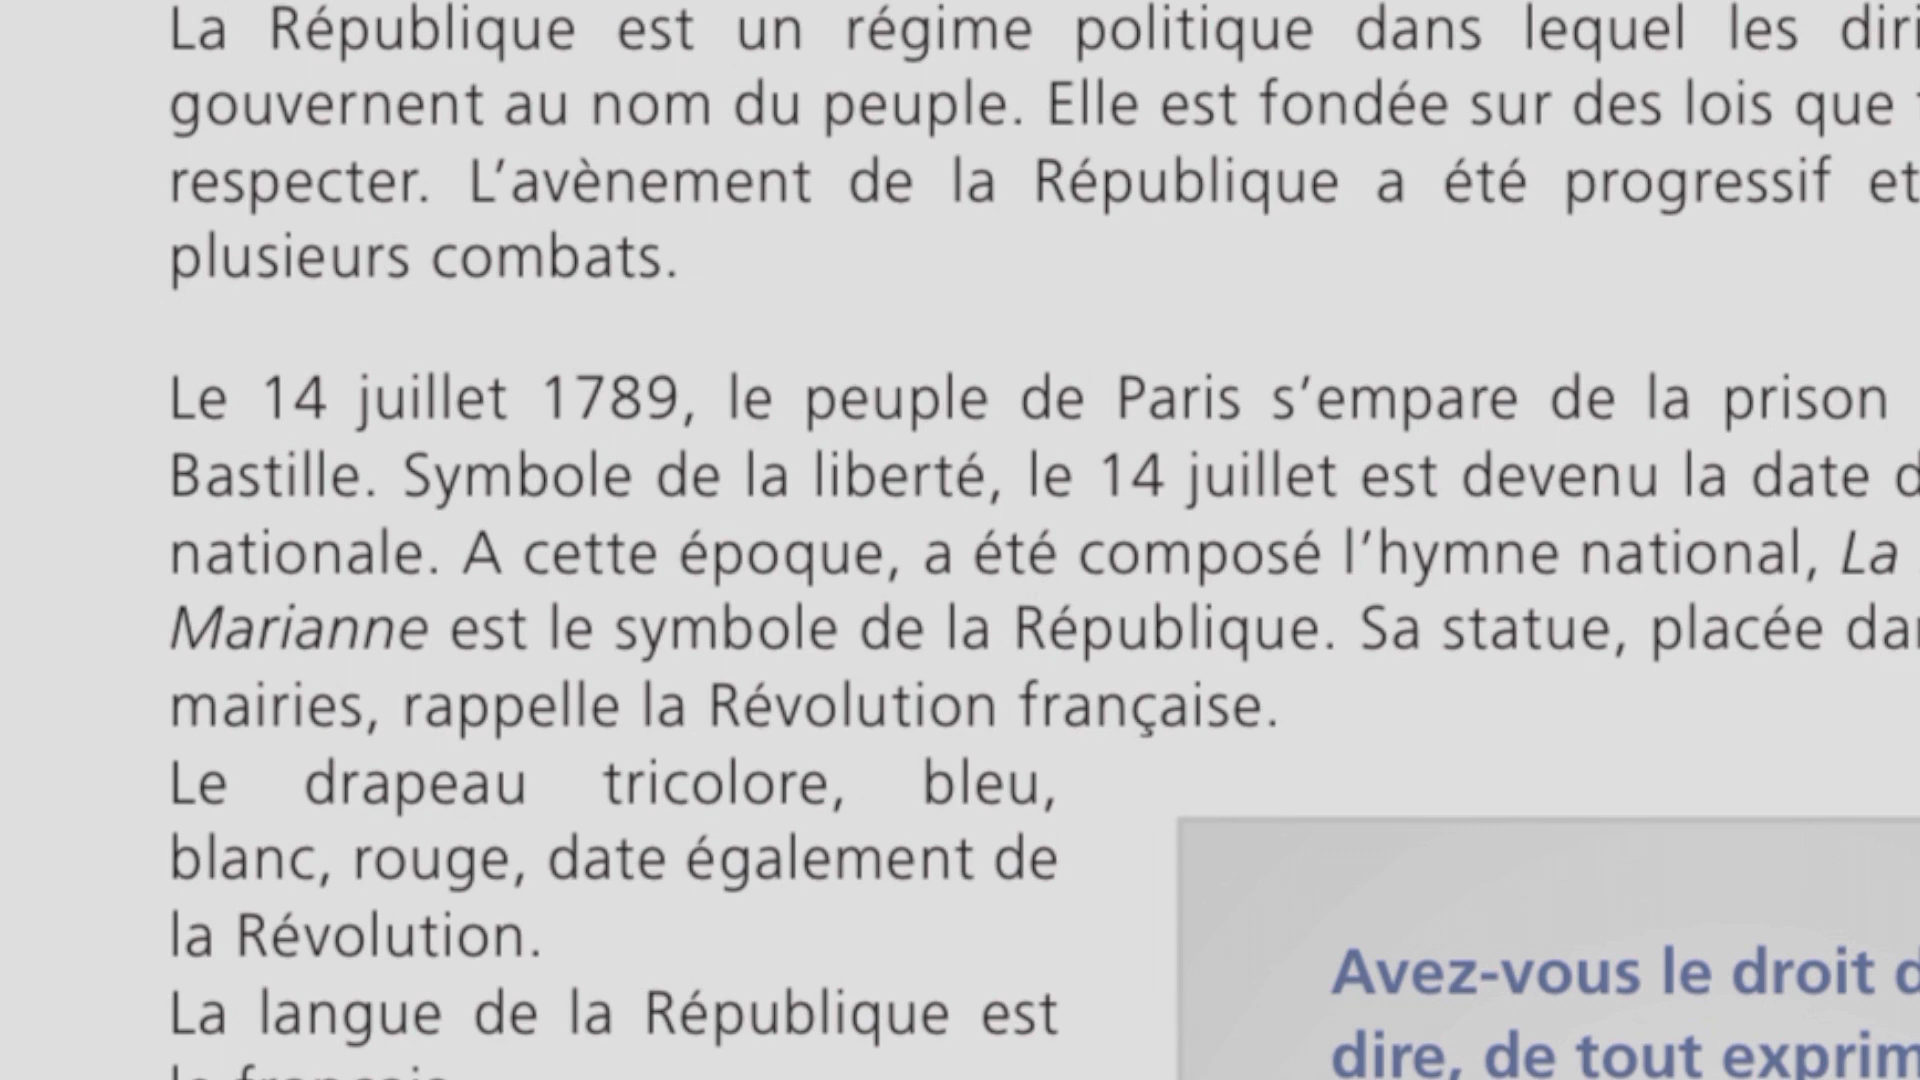 La République est un régime politique dans lequel les
gouvernent au nom du peuple. Elle est fondée sur des lois que
respecter. L'avènement de la République a été progressif et
plusieurs combats.
Le 14 juillet 1789, le peuple de Paris s'empare de la prison
Bastille. Symbole de la liberté, le 14 juillet est devenu la date
nationale. A cette époque, a été composé l'hymne national, La
Marianne est le symbole de la République. Sa statue, placée
mairies, rappelle la Révolution française.
Le drapeau tricolore, bleu,
blanc, rouge, date également de
la Révolution.
La langue de la République est
le français.
Avez-vous le droit
dire, de tout